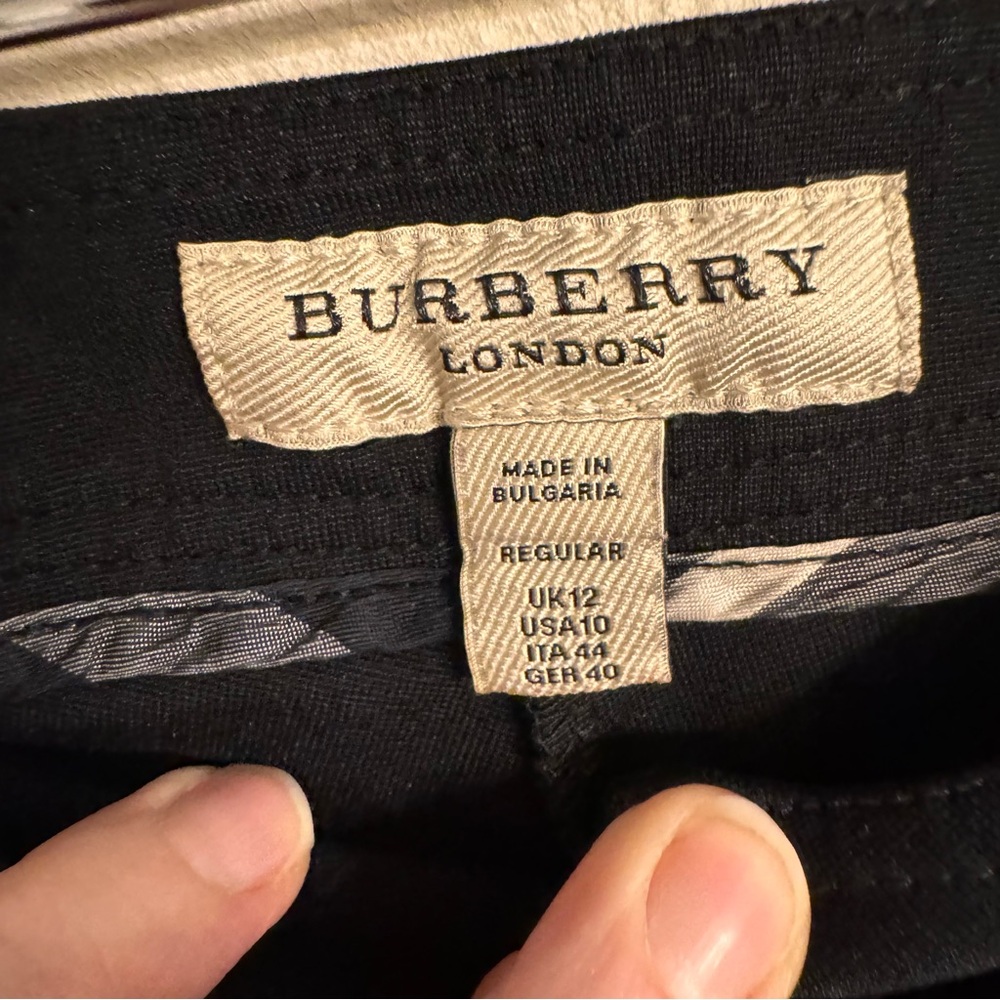 BURBERRY
LONDON
MADE IN
BULGARIA
REGULAR
UK12
USA10
ITA 44
GER 40